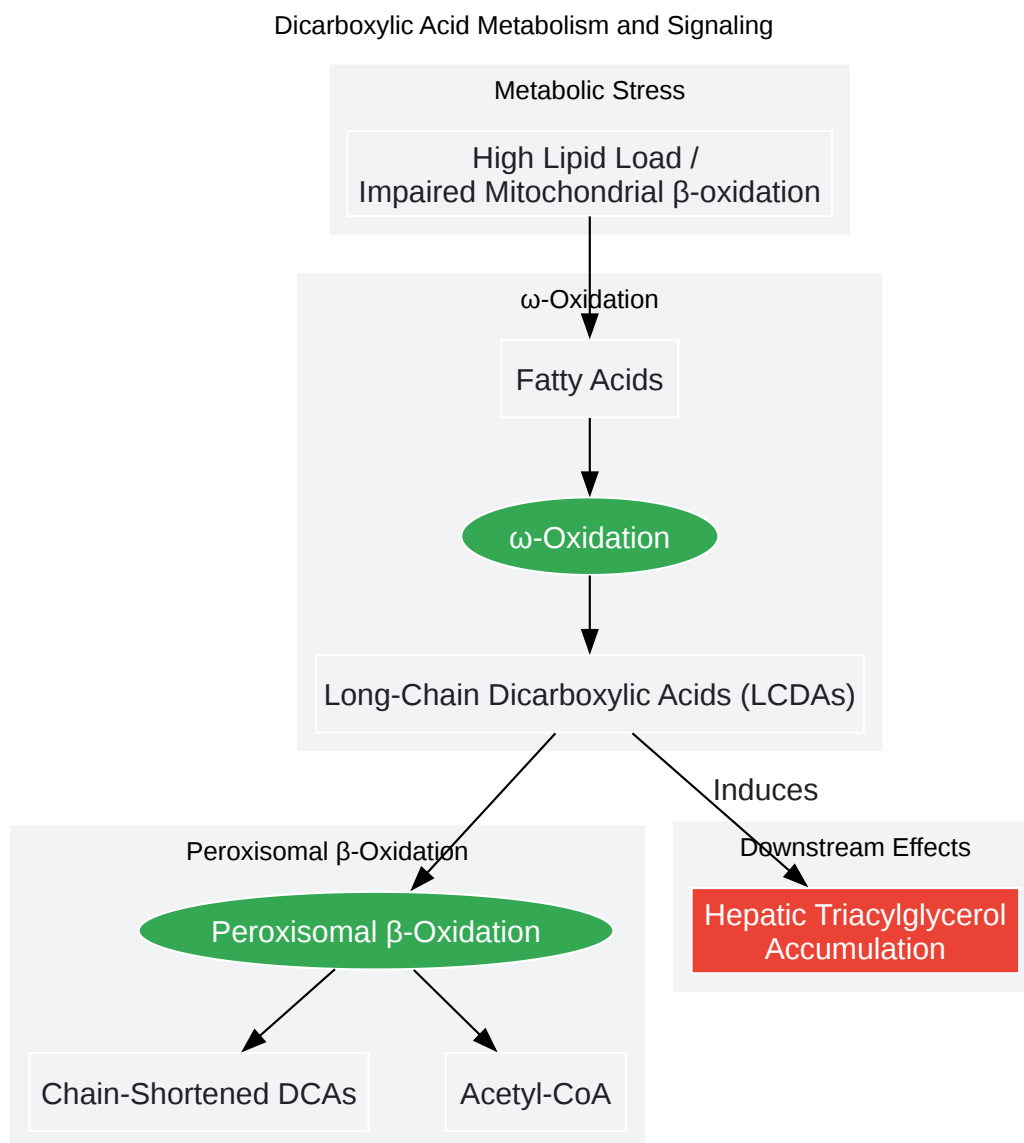 Dicarboxylic Acid Metabolism and Signaling
Metabolic Stress
High Lipid Load /
Impaired Mitochondrial β-oxidation
ω-Oxidation
Fatty Acids
ω-Oxidation
Long-Chain Dicarboxylic Acids (LCDAs)
Induces
Peroxisomal β-Oxidation
Downstream Effects
Peroxisomal β-Oxidation
Hepatic Triacylglycerol
Accumulation
Chain-Shortened DCAs
Acetyl-CoA